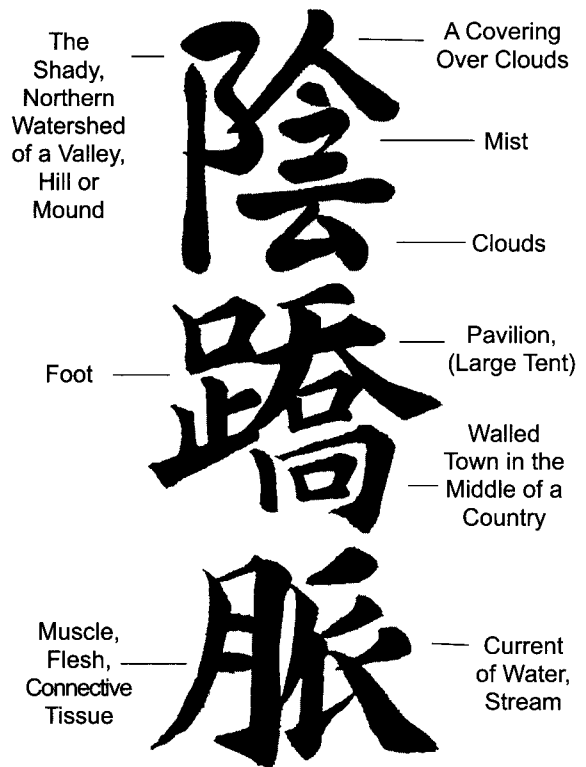 The
Shady,
Northern
Watershed
of a Valley,
Hill or
Mound
陰
A Covering
Over Clouds
Mist
Clouds
Foot
蹻
Pavilion,
(Large Tent)
Walled
Town in the
Middle of a
Country
Muscle,
Flesh,
Connective
Tissue
脈
Current
of Water,
Stream